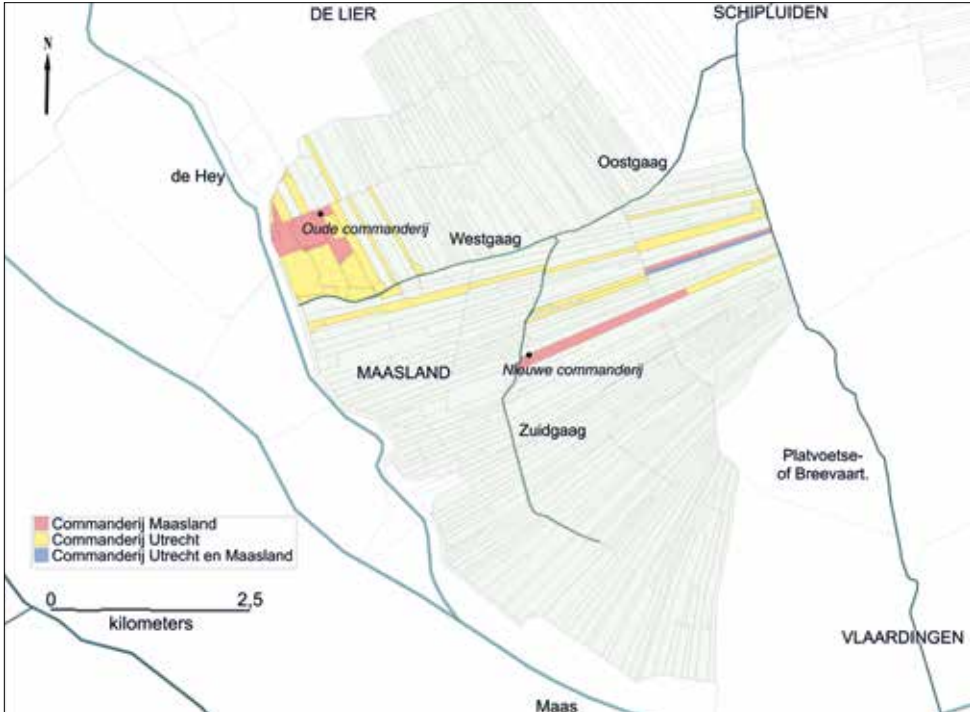 DE LIER
SCHIPLUIDEN
N
Oostgaag
de Hey
Oude commanderij
Westgaag
MAASLAND
Nieuwe commanderij
Zuidgaag
Platvoetse-
of Breevaart.
Commanderij Maasland
Commanderij Utrecht
Commanderij Utrecht en Maasland
0 2,5
kilometers
VLAARDINGEN
Maas